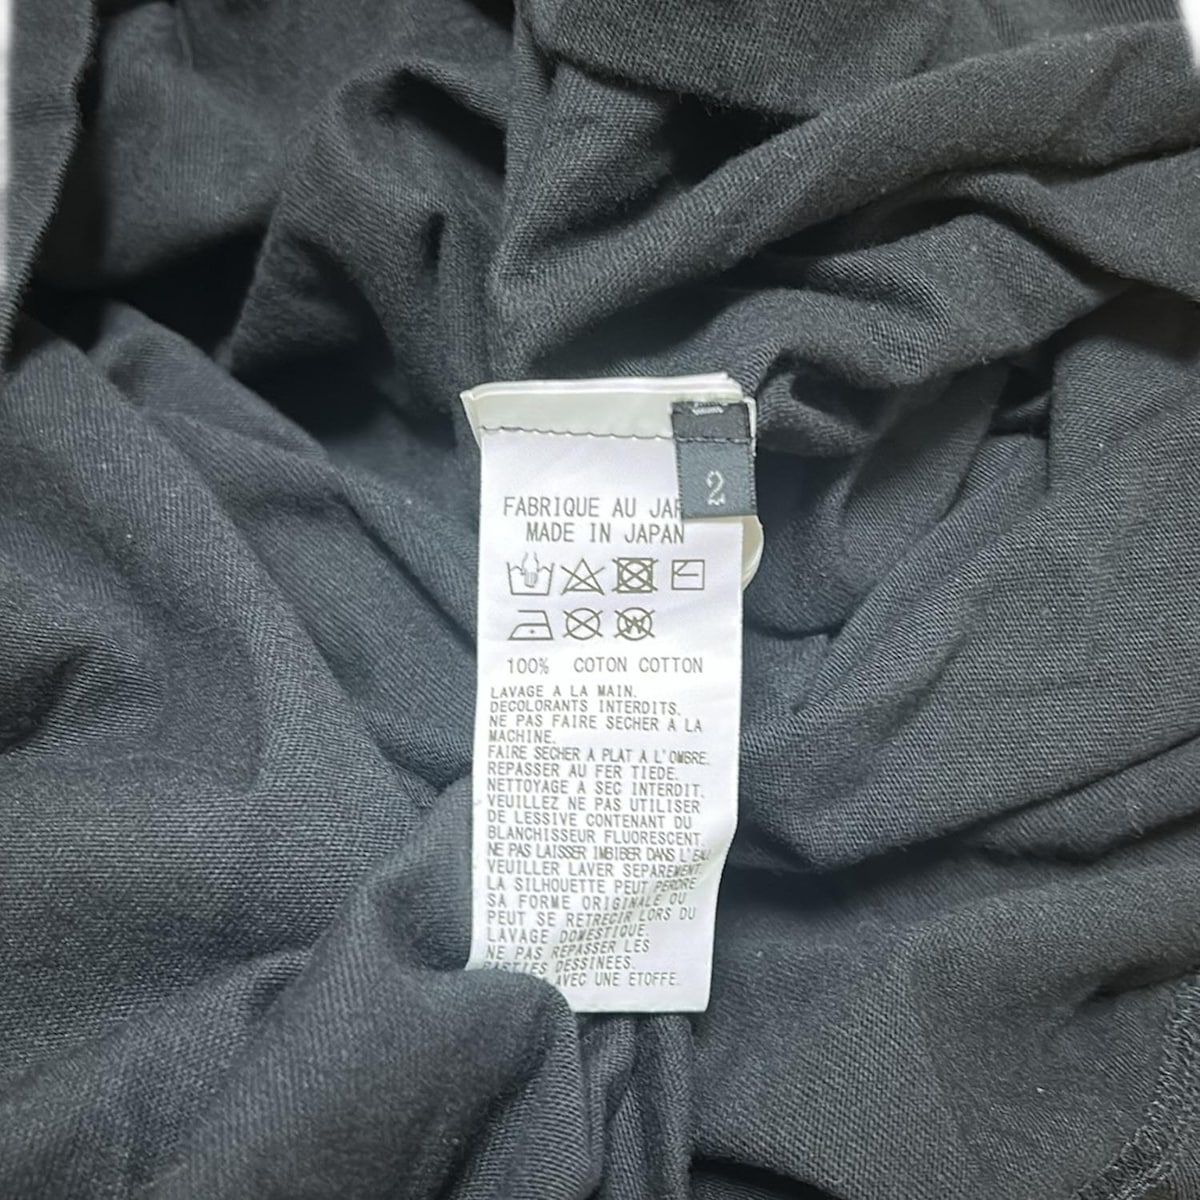 2
FABRIQUE AU JAP
MADE IN JAPAN
W
100% COTON COTTON
LAVAGE A LA MAIN.
DECOLORANTS INTERDITS.
NE PAS FAIRE SECHER A LA
MACHINE.
FAIRE SECHER A PLAT A L'OMBRE.
REPASSER AU FER TIEDE.
NETTOYAGE A SEC INTERDIT.
VEUILLEZ NE PAS UTILISER
DE LESSIVE CONTENANT DU
BLANCHISSEUR FLUORESCENT.
NE PAS LAISSER IMBIBER DANS L'EAU
VEUILLER LAVER SEPAREMENT.
LA SILHOUETTE PEUT PERDRE
SA FORME ORIGINALE OU
PEUT SE RETRECIR LORS DU
LAVAGE DOMESTIQUE.
NE PAS REPASSER LES
PARTIES DESSINEES.
AVEC UNE ETOFFE.